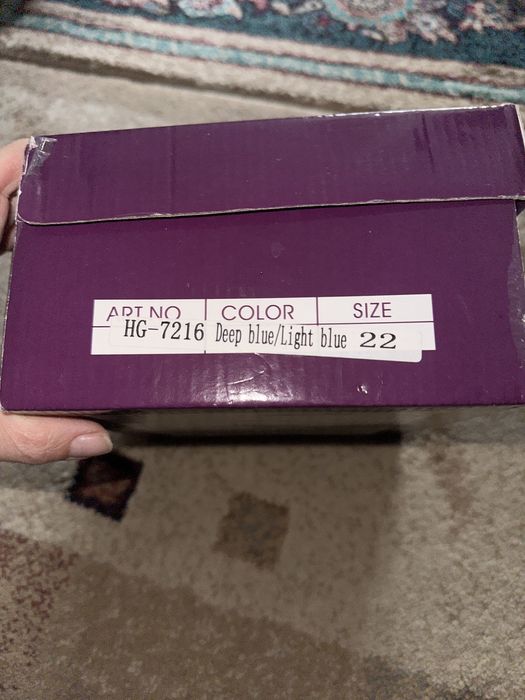 ART NO COLOR SIZE
HG-7216 Deep blue/Light blue 22